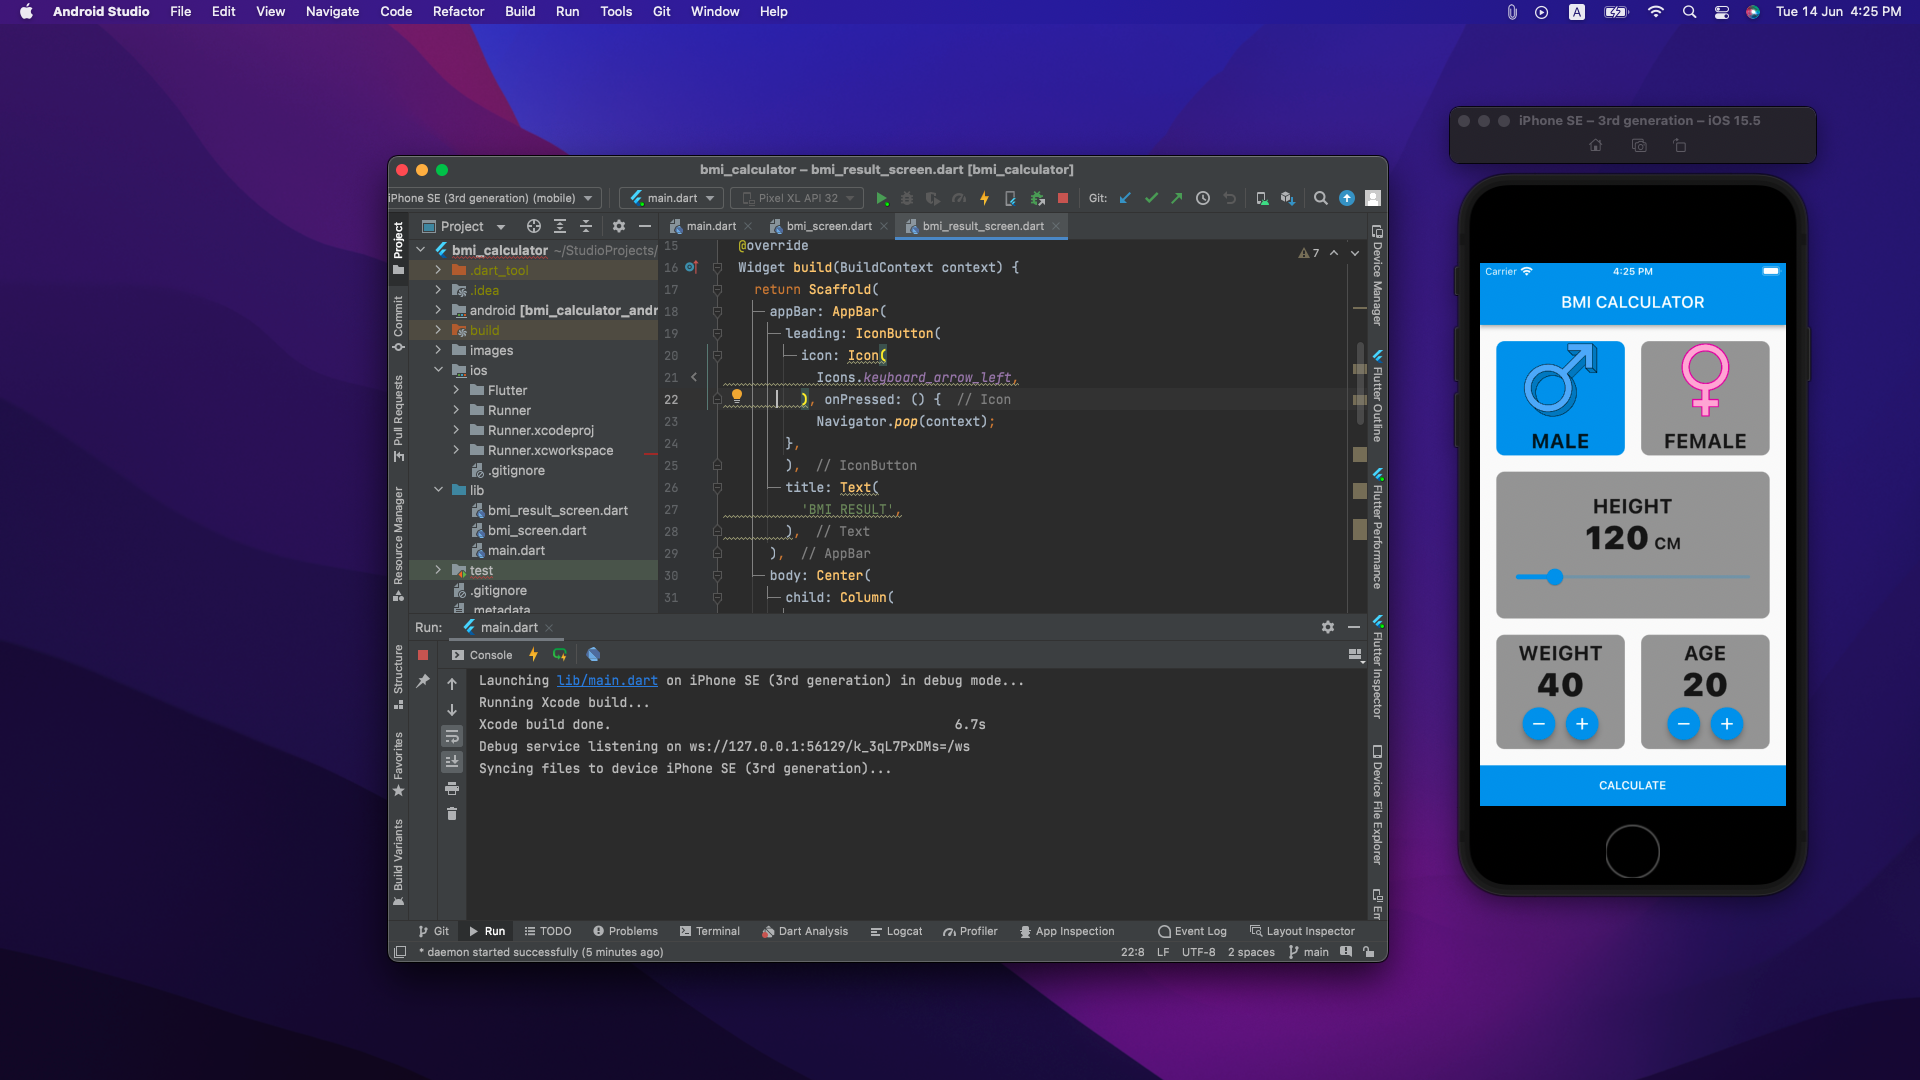 Android Studio File Edit View Navigate Code Refactor Build Run Tools Git Window Help
A Tue 14 Jun 4:25 PM
iPhone SE – 3rd generation – iOS 15.5
bmi_calculator – bmi_result_screen.dart [bmi_calculator]
iPhone SE (3rd generation) (mobile) main.dart Pixel XL API 32 Git:
Project main.dart bmi_screen.dart bmi_result_screen.dart
bmi_calculator ~/StudioProjects/
.dart_tool
.idea
android [bmi_calculator_andr
build
images
ios
Flutter
Runner
Runner.xcodeproj
Runner.xcworkspace
.gitignore
lib
bmi_result_screen.dart
bmi_screen.dart
main.dart
test
.gitignore
.metadata
15 @override
16 Widget build(BuildContext context) {
17 return Scaffold(
18 appBar: AppBar(
19 leading: IconButton(
20 icon: Icon(
21 Icons.keyboard_arrow_left,
22 ), onPressed: () { // Icon
23 Navigator.pop(context);
24 },
25 ), // IconButton
26 title: Text(
27 'BMI RESULT',
28 ), // Text
29 ), // AppBar
30 body: Center(
31 child: Column(
7
Project
Commit
Pull Requests
Resource Manager
Structure
Favorites
Build Variants
Device Manager
Flutter Outline
Flutter Performance
Flutter Inspector
Device File Explorer
Em
Run: main.dart
Console
Launching lib/main.dart on iPhone SE (3rd generation) in debug mode...
Running Xcode build...
Xcode build done. 6.7s
Debug service listening on ws://127.0.0.1:56129/k_3qL7PxDMs=/ws
Syncing files to device iPhone SE (3rd generation)...
Git Run TODO Problems Terminal Dart Analysis Logcat Profiler App Inspection Event Log Layout Inspector
* daemon started successfully (5 minutes ago) 22:8 LF UTF-8 2 spaces main
Carrier 4:25 PM
BMI CALCULATOR
MALE FEMALE
HEIGHT
120 CM
WEIGHT AGE
40 20
CALCULATE